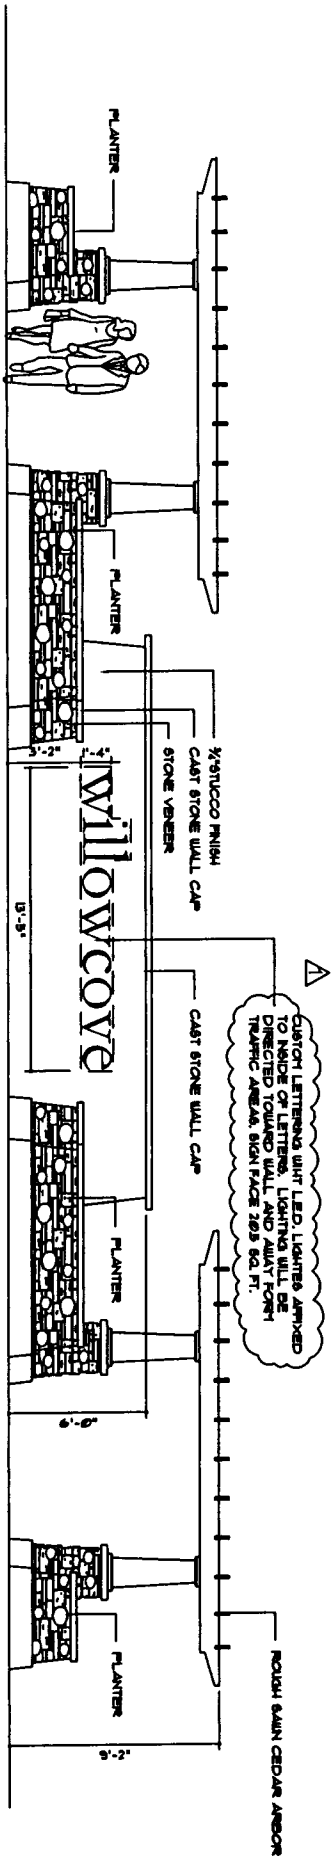 PLANTER
PLANTER
3/4" STUCCO FINISH
CAST STONE WALL CAP
STONE VENEER
3'-2"
1'-4"
willowcove
13'-5"
1
CUSTOM LETTERING WIHT L.E.D. LIGHTES AFFIXED
TO INSIDE OF LETTERS. LIGHTING WILL BE
DIRECTED TOWARD WALL AND AWAY FORM
TRAFFIC AREAS. SIGN FACE 20.5 SQ. FT.
CAST STONE WALL CAP
PLANTER
6'-0"
PLANTER
ROUGH SAWN CEDAR ARBOR
9'-2"